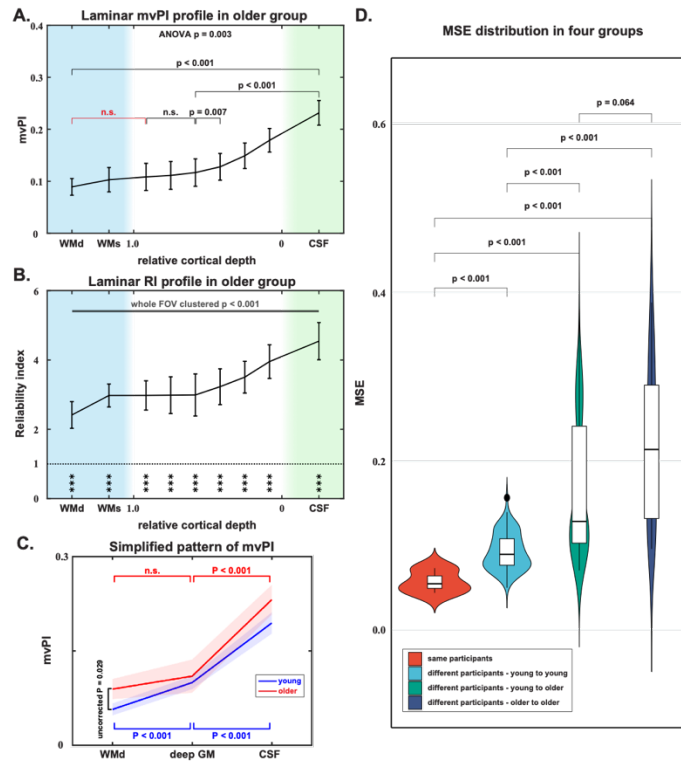 A.
Laminar mvPI profile in older group
ANOVA p = 0.003
p < 0.001
p < 0.001
n.s.
n.s.
p = 0.007
mvPI
0.4
0.3
0.2
0.1
0
WMd
WMs
1.0
0
CSF
relative cortical depth
B.
Laminar RI profile in older group
whole FOV clustered p < 0.001
Reliability index
6
4
2
1
0
***
***
***
***
***
***
***
***
***
WMd
WMs
1.0
0
CSF
relative cortical depth
C.
Simplified pattern of mvPI
0.3
0
mvPI
n.s.
P < 0.001
uncorrected P = 0.029
young
older
P < 0.001
P < 0.001
WMd
deep GM
CSF
D.
MSE distribution in four groups
p = 0.064
p < 0.001
p < 0.001
p < 0.001
p < 0.001
p < 0.001
MSE
0.6
0.4
0.2
0.0
same participants
different participants - young to young
different participants - young to older
different participants - older to older